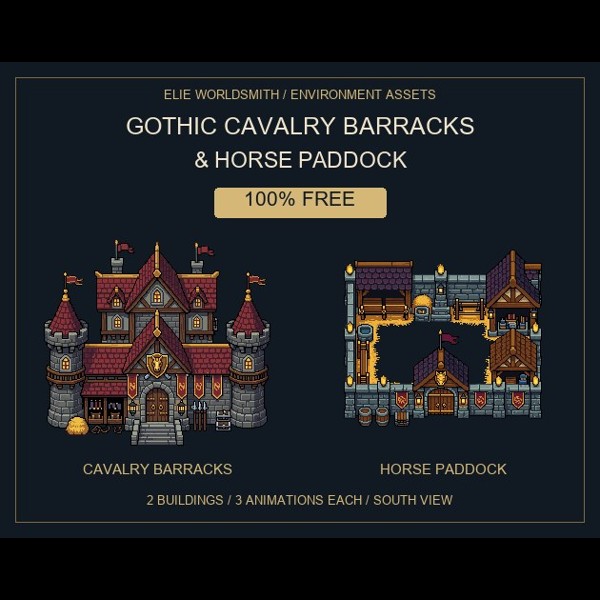 ELIE WORLDSMITH / ENVIRONMENT ASSETS
GOTHIC CAVALRY BARRACKS
& HORSE PADDOCK
100% FREE
CAVALRY BARRACKS
HORSE PADDOCK
2 BUILDINGS / 3 ANIMATIONS EACH / SOUTH VIEW